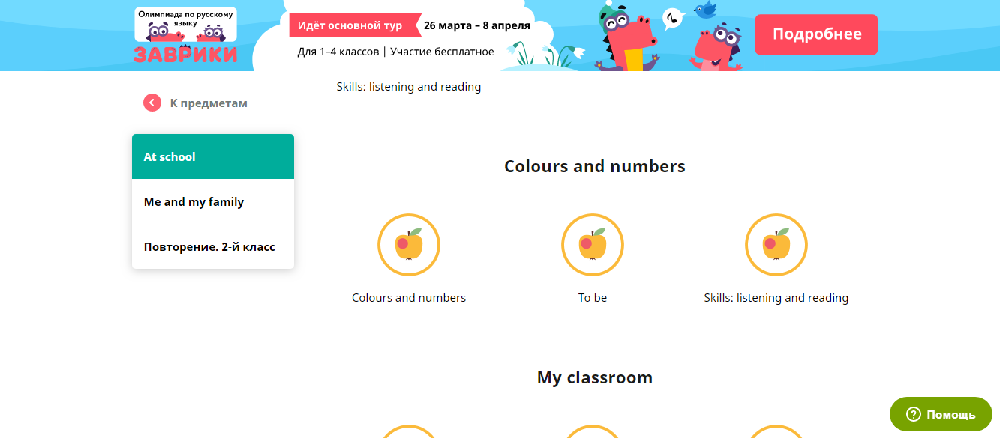 Олимпиада по русскому
языку
ЗАВРИКИ
Идёт основной тур
26 марта – 8 апреля
Для 1–4 классов | Участие бесплатное
Подробнее
К предметам
At school
Me and my family
Повторение. 2-й класс
Skills: listening and reading
Colours and numbers
Colours and numbers
To be
Skills: listening and reading
My classroom
Помощь